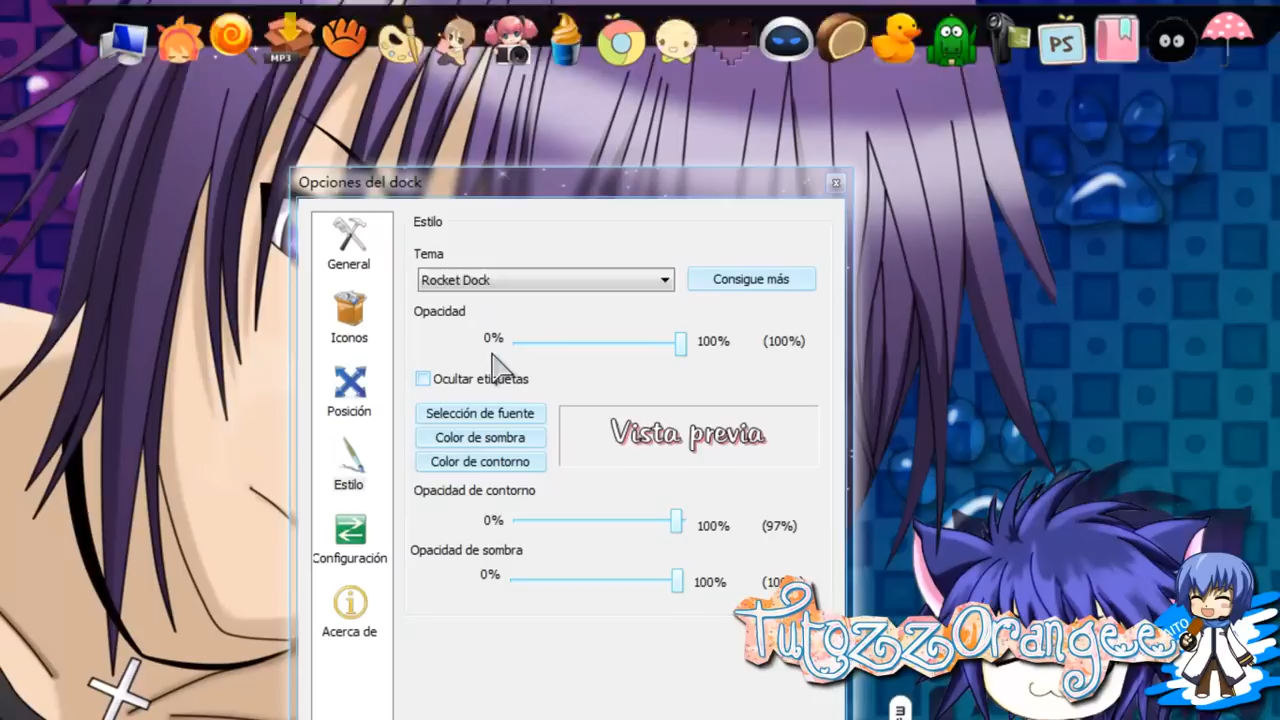 MP3
PS
Opciones del dock
General
Iconos
Posición
Estilo
Configuración
Acerca de
Estilo
Tema
Rocket Dock
Consigue más
Opacidad
0% 100% (100%)
Ocultar etiquetas
Selección de fuente
Color de sombra
Color de contorno
Vista previa
Opacidad de contorno
0% 100% (97%)
Opacidad de sombra
0% 100%
TutozzOrangee